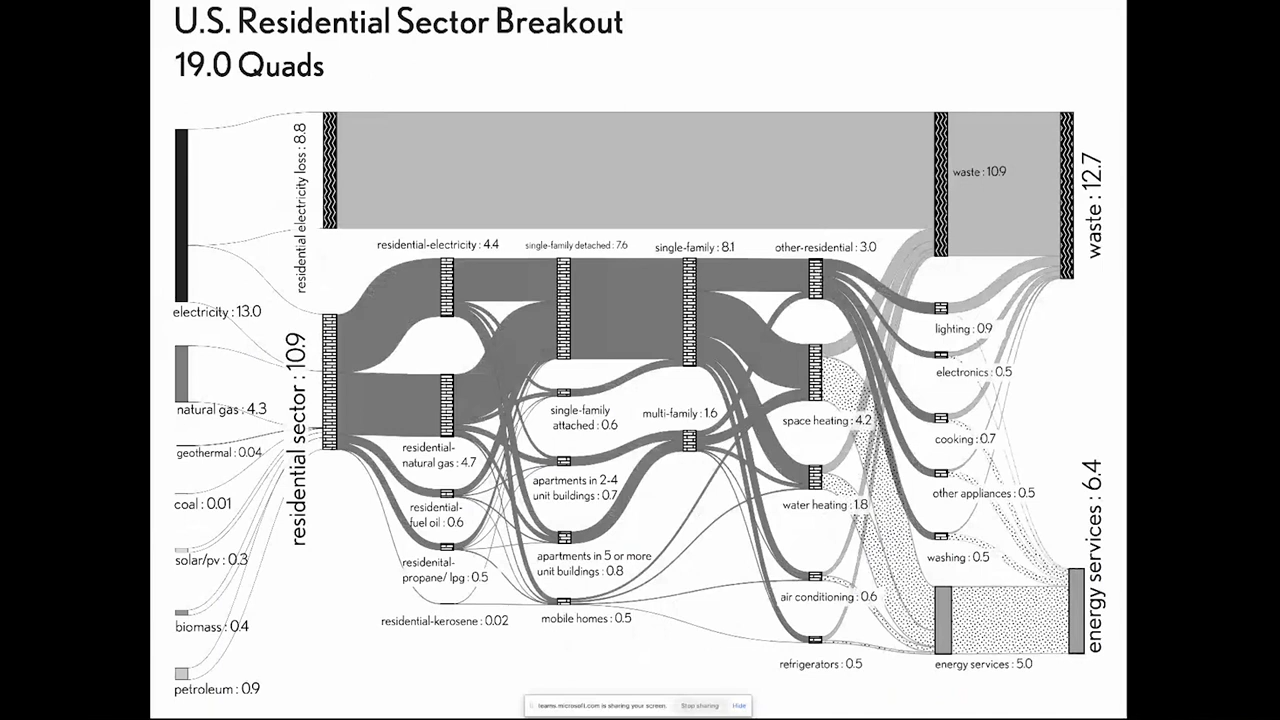 U.S. Residential Sector Breakout
19.0 Quads
electricity : 13.0
natural gas : 4.3
geothermal : 0.04
coal : 0.01
solar/pv : 0.3
biomass : 0.4
petroleum : 0.9
residential electricity loss : 8.8
residential sector : 10.9
residential-electricity : 4.4
residential-
natural gas : 4.7
residential-
fuel oil : 0.6
residental-
propane/ lpg : 0.5
residential-kerosene : 0.02
single-family detached : 7.6
single-family
attached : 0.6
apartments in 2-4
unit buildings : 0.7
apartments in 5 or more
unit buildings : 0.8
mobile homes : 0.5
single-family : 8.1
multi-family : 1.6
other-residential : 3.0
space heating : 4.2
water heating : 1.8
air conditioning : 0.6
refrigerators : 0.5
waste : 10.9
lighting : 0.9
electronics : 0.5
cooking : 0.7
other appliances : 0.5
washing : 0.5
energy services : 5.0
waste : 12.7
energy services : 6.4
teams.microsoft.com is sharing your screen.
Stop sharing
Hide